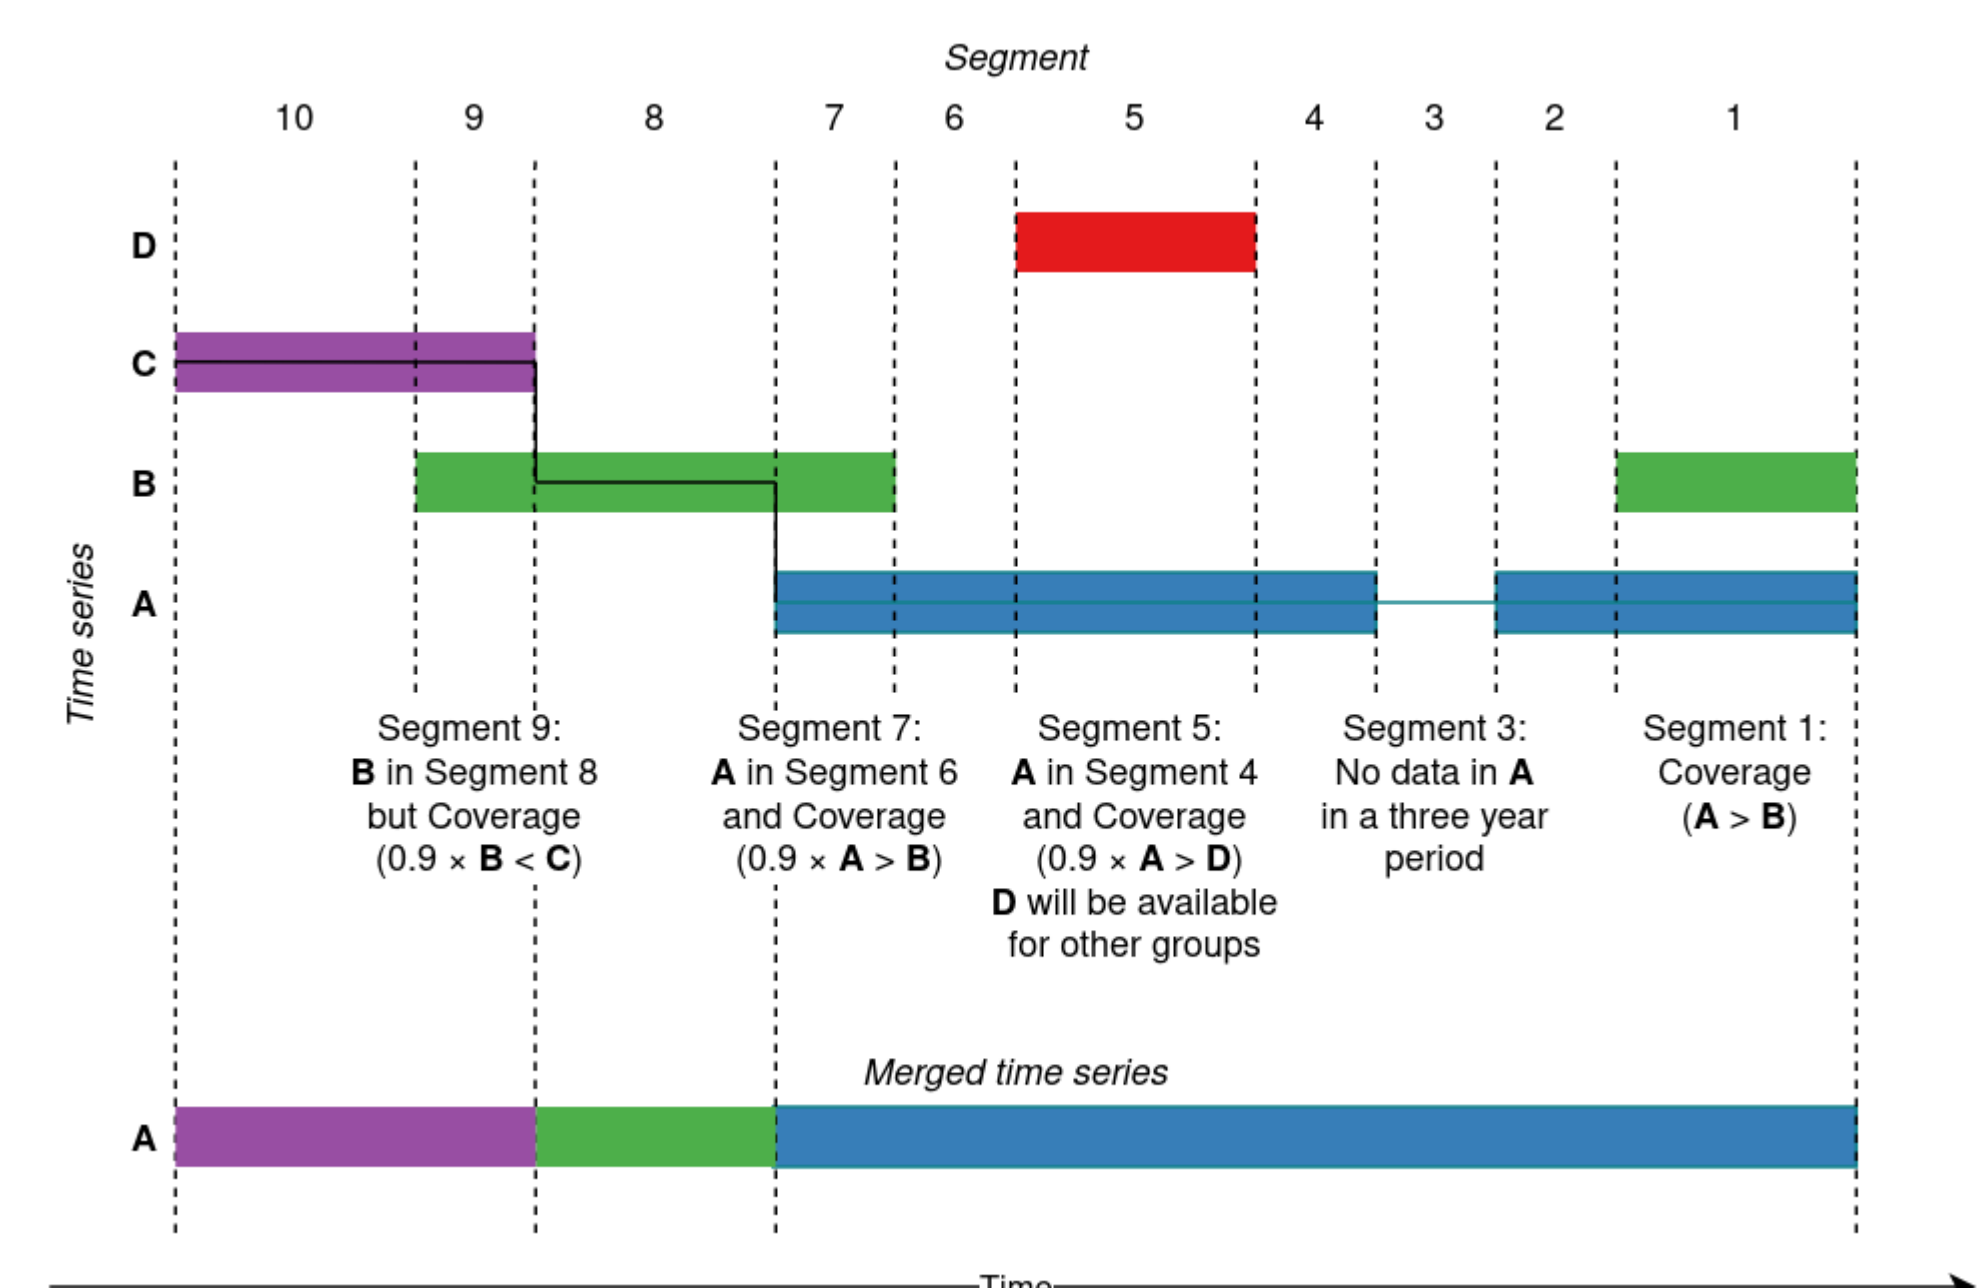 Segment
10 9 8 7 6 5 4 3 2 1
D
C
B
A
Time series
Segment 9:
B in Segment 8
but Coverage
(0.9 × B < C)
Segment 7:
A in Segment 6
and Coverage
(0.9 × A > B)
Segment 5:
A in Segment 4
and Coverage
(0.9 × A > D)
D will be available
for other groups
Segment 3:
No data in A
in a three year
period
Segment 1:
Coverage
(A > B)
Merged time series
A
Time